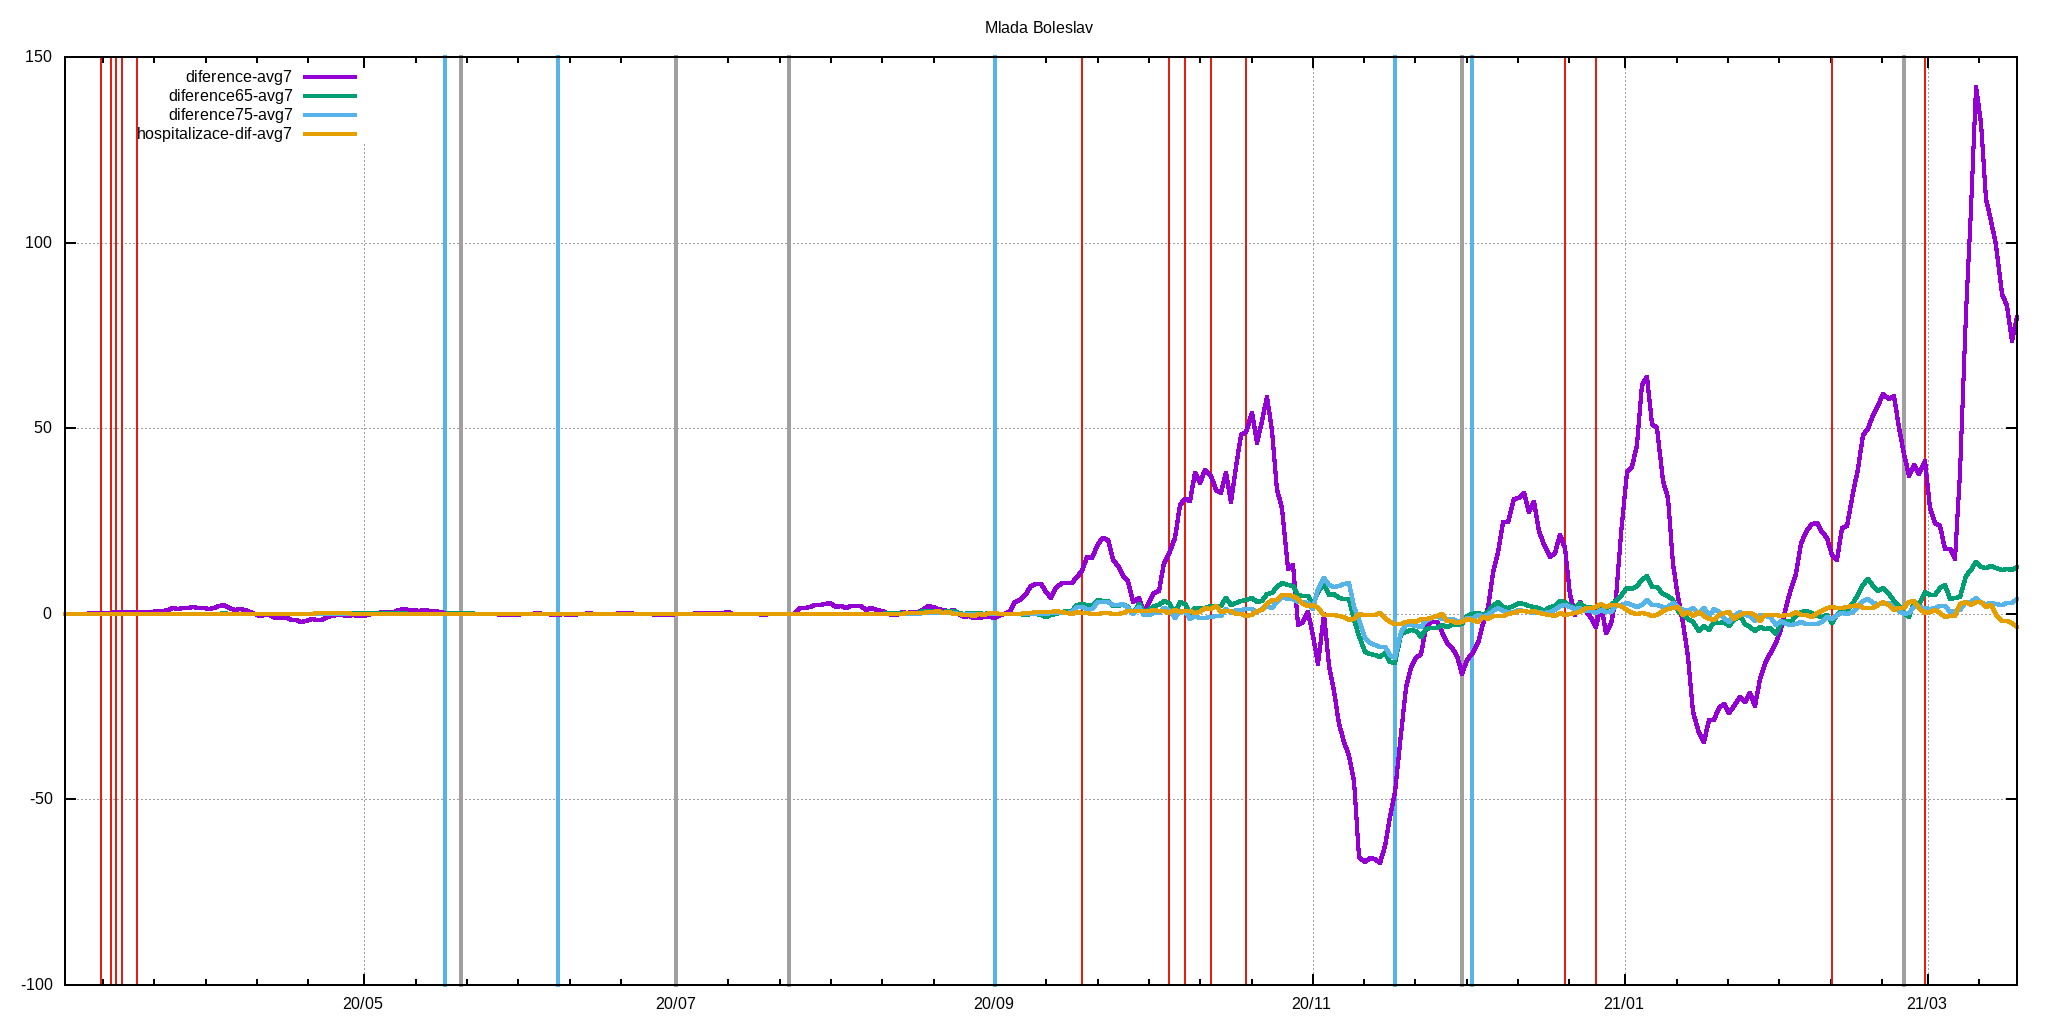 Mlada Boleslav
150
diference-avg7
diference65-avg7
diference75-avg7
hospitalizace-dif-avg7
100
50
0
-50
-100
20/05 20/07 20/09 20/11 21/01 21/03